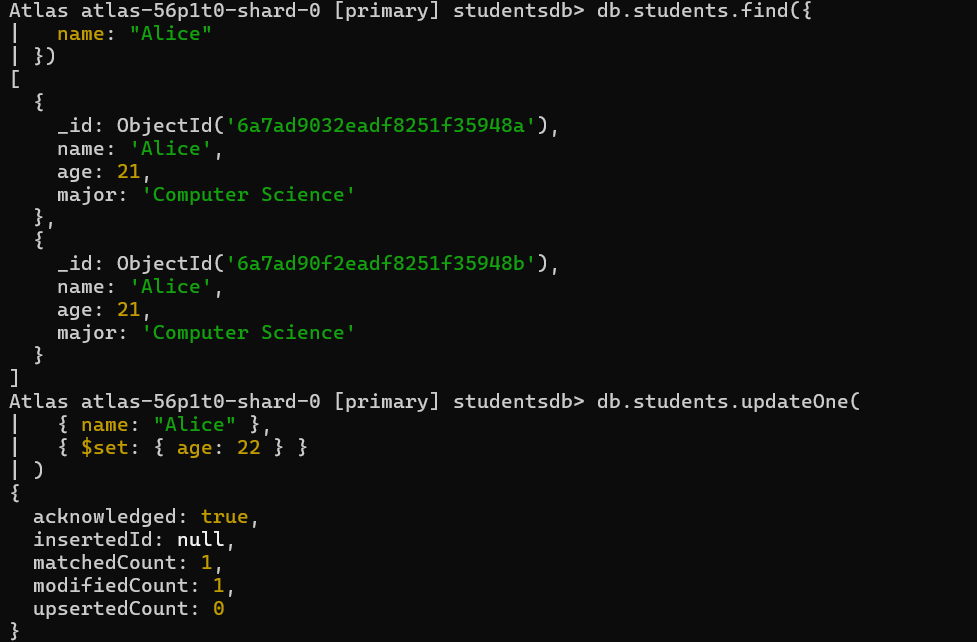 Atlas atlas-56p1t0-shard-0 [primary] studentsdb> db.students.find({
|   name: "Alice"
| })
[
  {
    _id: ObjectId('6a7ad9032eadf8251f35948a'),
    name: 'Alice',
    age: 21,
    major: 'Computer Science'
  },
  {
    _id: ObjectId('6a7ad90f2eadf8251f35948b'),
    name: 'Alice',
    age: 21,
    major: 'Computer Science'
  }
]
Atlas atlas-56p1t0-shard-0 [primary] studentsdb> db.students.updateOne(
|   { name: "Alice" },
|   { $set: { age: 22 } }
| )
{
  acknowledged: true,
  insertedId: null,
  matchedCount: 1,
  modifiedCount: 1,
  upsertedCount: 0
}